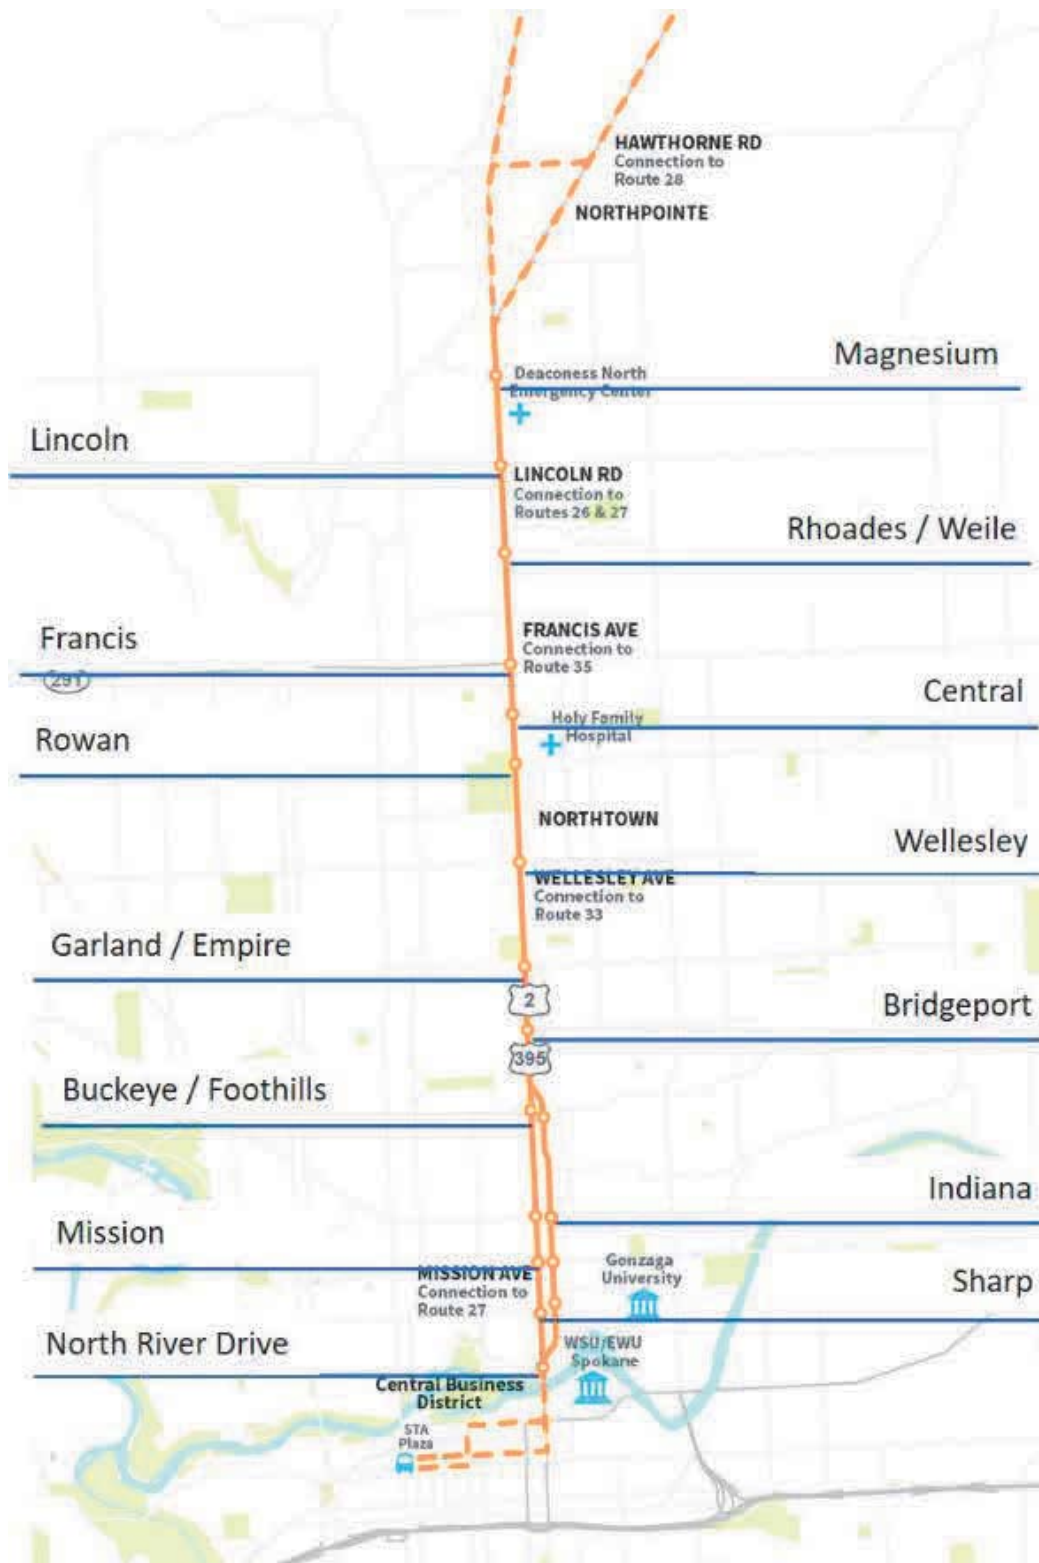 HAWTHORNE RD
Connection to
Route 28
NORTHPOINTE
Magnesium
Deaconess North
Emergency Center
Lincoln
LINCOLN RD
Connection to
Routes 26 & 27
Rhoades / Weile
Francis
FRANCIS AVE
Connection to
Route 35
291
Central
Holy Family
Hospital
Rowan
NORTHTOWN
Wellesley
WELLESLEY AVE
Connection to
Route 33
Garland / Empire
2
Bridgeport
395
Buckeye / Foothills
Indiana
Mission
MISSION AVE
Connection to
Route 27
Gonzaga
University
Sharp
North River Drive
WSU/EWU
Spokane
Central Business
District
STA
Plaza